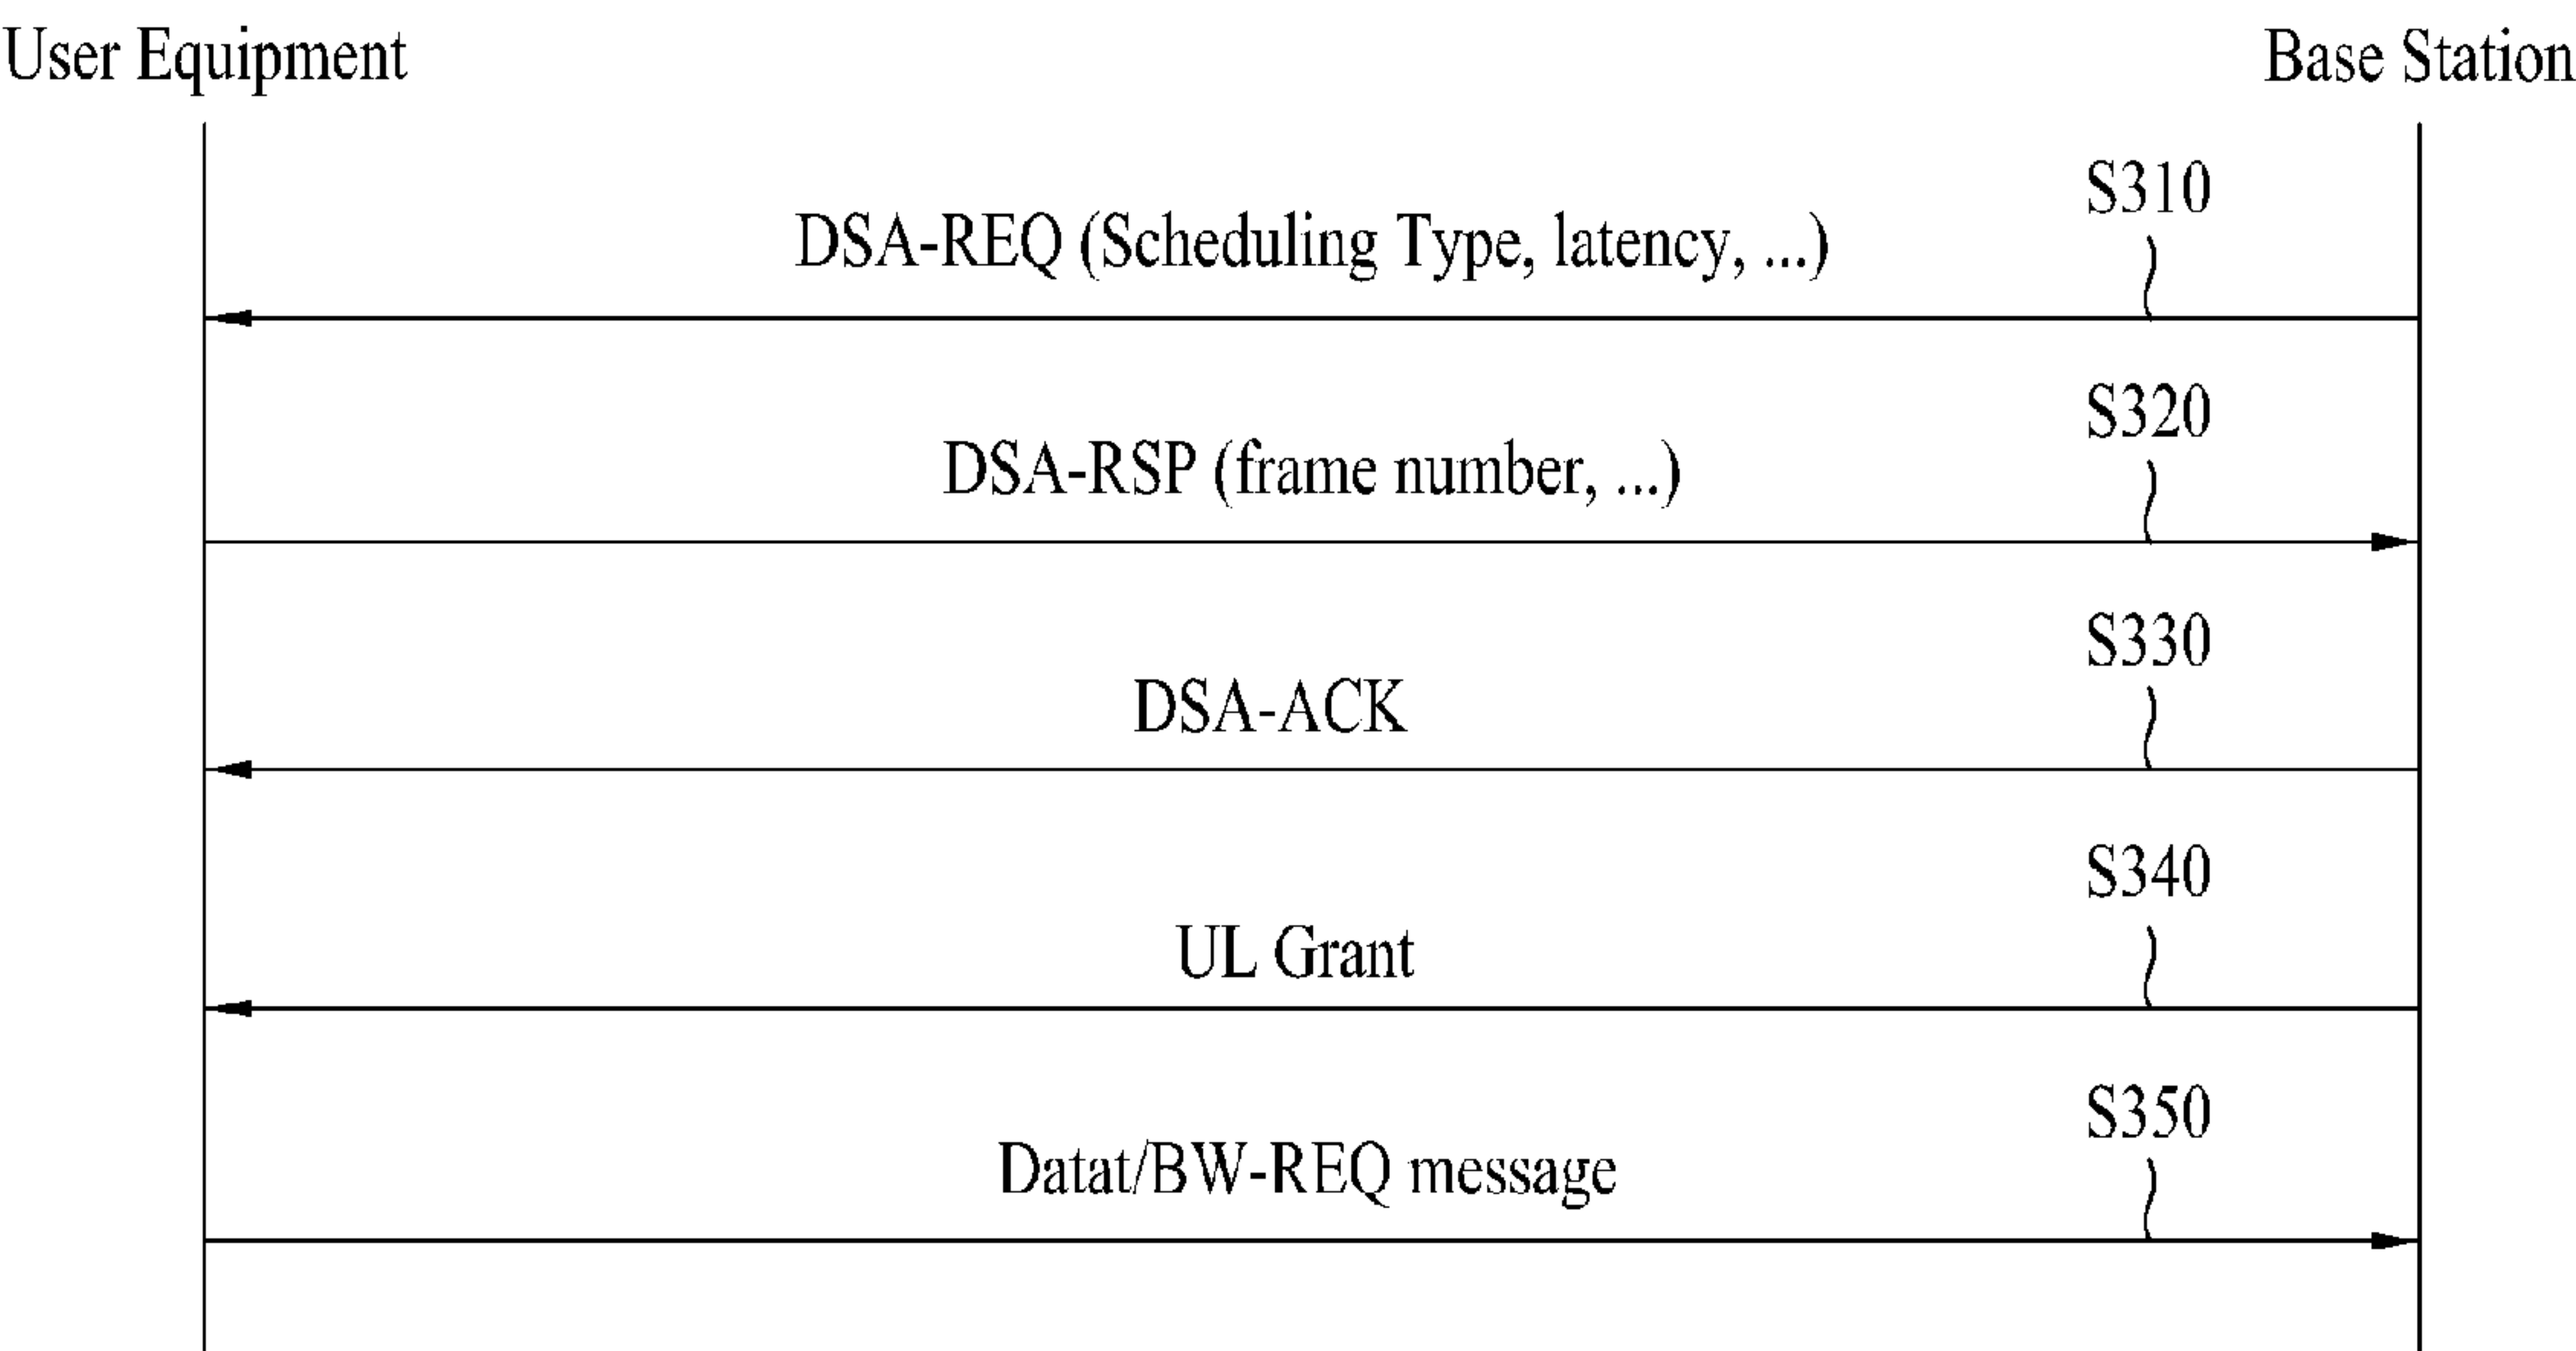 User Equipment
Base Station
S310
DSA-REQ (Scheduling Type, latency, ...)
S320
DSA-RSP (frame number, ...)
S330
DSA-ACK
S340
UL Grant
S350
Datat/BW-REQ message